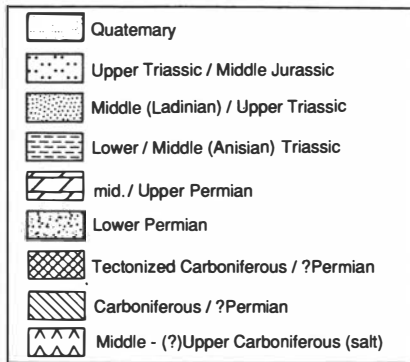 Quaternary
Upper Triassic / Middle Jurassic
Middle (Ladinian) / Upper Triassic
Lower / Middle (Anisian) Triassic
mid. / Upper Permian
Lower Permian
Tectonized Carboniferous / ?Permian
Carboniferous / ?Permian
Middle - (?)Upper Carboniferous (salt)